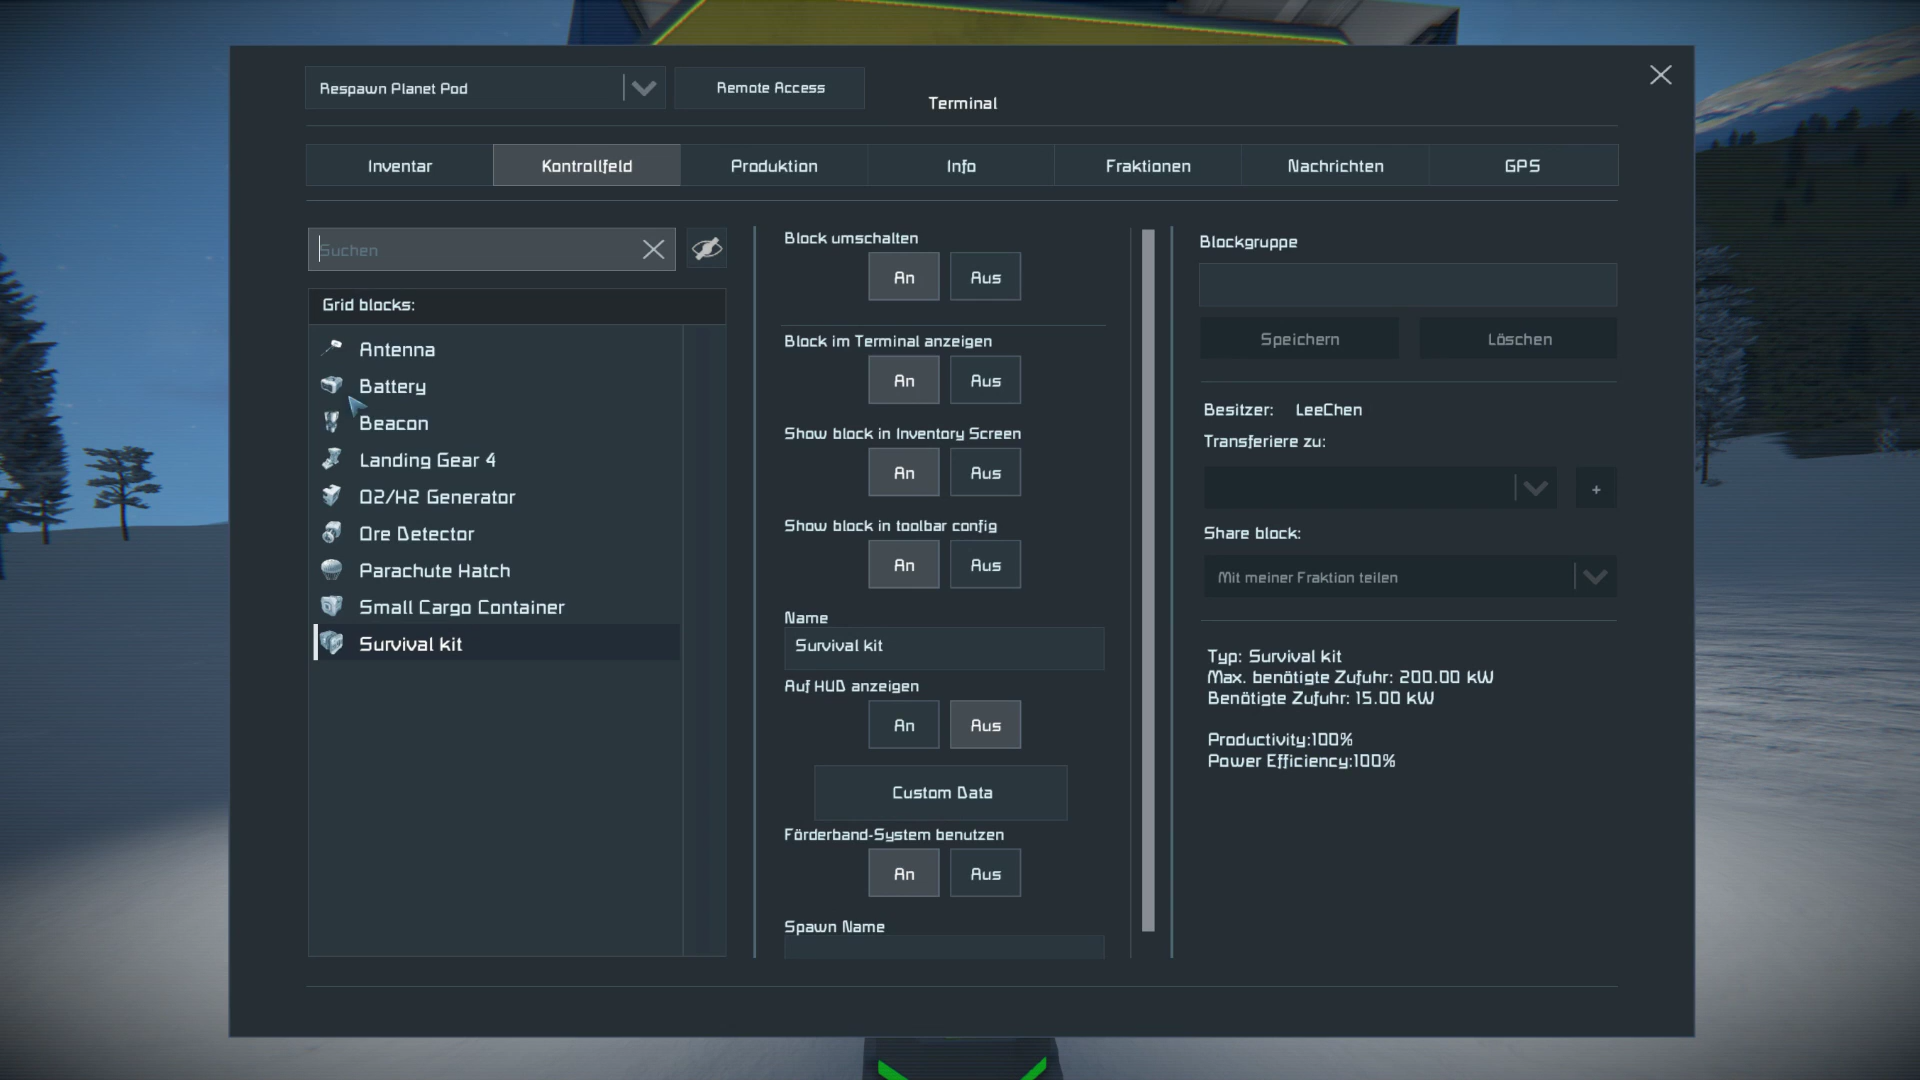 Respawn Planet Pod
Remote Access
Terminal
Inventar
Kontrollfeld
Produktion
Info
Fraktionen
Nachrichten
GPS
Suchen
Grid blocks:
Antenna
Battery
Beacon
Landing Gear 4
O2/H2 Generator
Ore Detector
Parachute Hatch
Small Cargo Container
Survival kit
Block umschalten
An Aus
Block im Terminal anzeigen
An Aus
Show block in Inventory Screen
An Aus
Show block in toolbar config
An Aus
Name
Survival kit
Auf HUD anzeigen
An Aus
Custom Data
Förderband-System benutzen
An Aus
Spawn Name
Blockgruppe
Speichern
Löschen
Besitzer: LeeChen
Transferiere zu:
+
Share block:
Mit meiner Fraktion teilen
Typ: Survival kit
Max. benötigte Zufuhr: 200.00 kW
Benötigte Zufuhr: 15.00 kW
Productivity:100%
Power Efficiency:100%